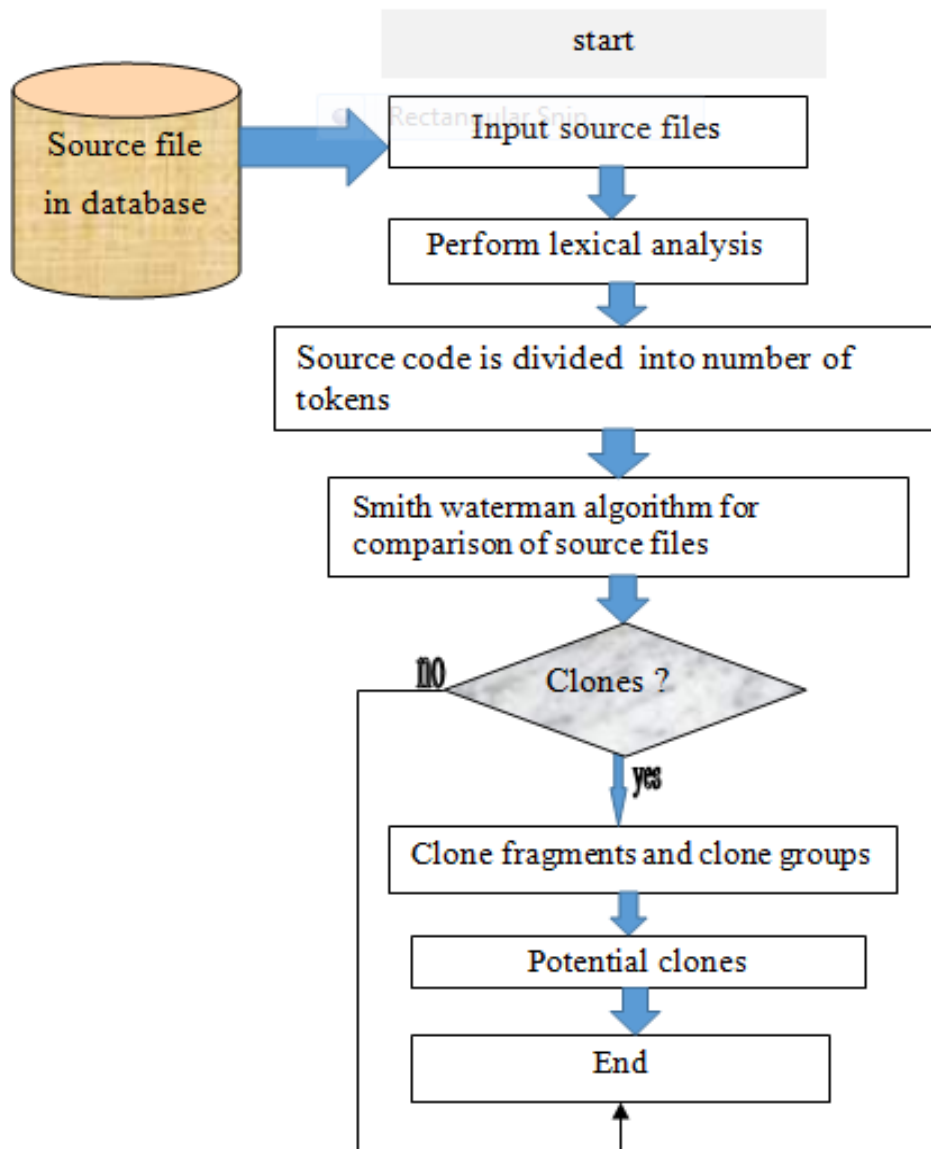 start
Source file
in database
Rectangular Snip
Input source files
Perform lexical analysis
Source code is divided into number of
tokens
Smith waterman algorithm for
comparison of source files
no
Clones ?
yes
Clone fragments and clone groups
Potential clones
End